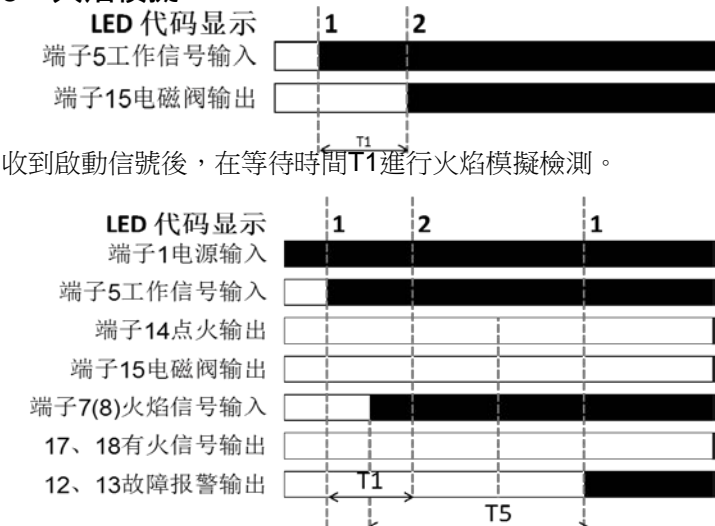 LED 代码显示 1 2
端子5工作信号输入
端子15电磁阀输出
T1
收到啟動信號後，在等待時間T1進行火焰模擬檢測。
LED 代码显示 1 2 1
端子1电源输入
端子5工作信号输入
端子14点火输出
端子15电磁阀输出
端子7(8)火焰信号输入
17、18有火信号输出
12、13故障报警输出
T1
T5